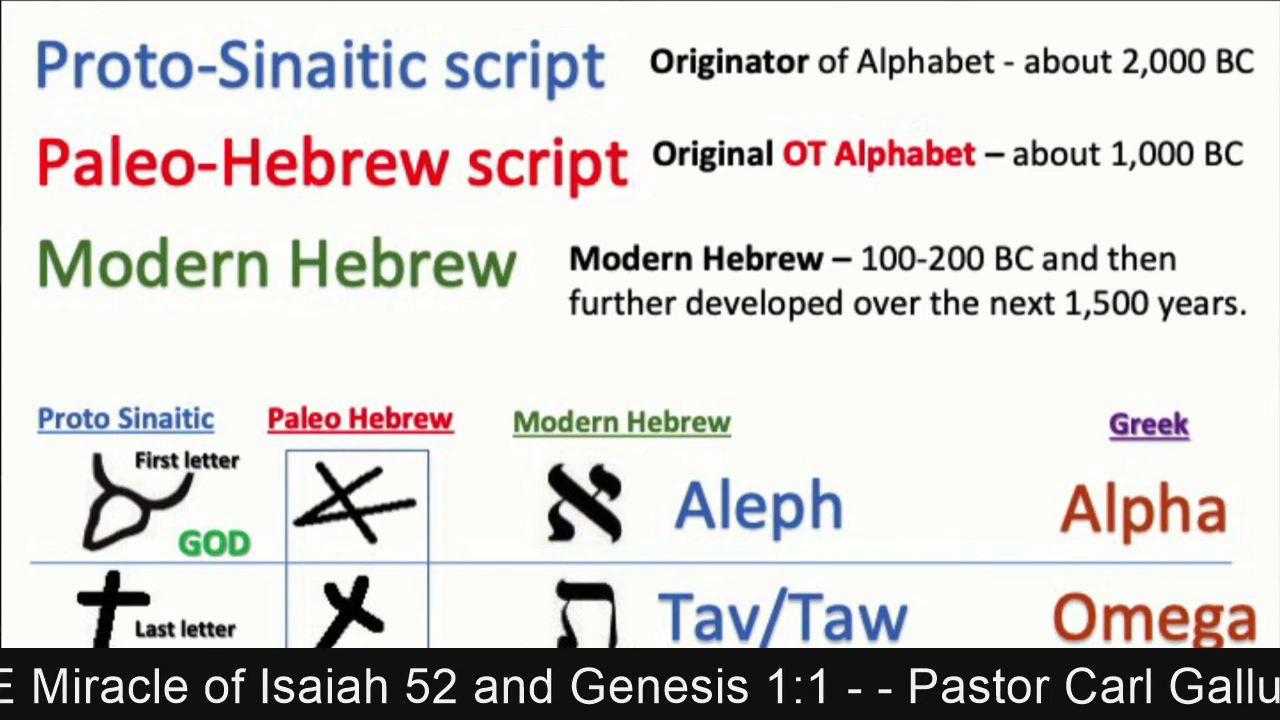 Proto-Sinaitic script
Originator of Alphabet - about 2,000 BC
Paleo-Hebrew script
Original OT Alphabet – about 1,000 BC
Modern Hebrew
Modern Hebrew – 100-200 BC and then
further developed over the next 1,500 years.
Proto Sinaitic Paleo Hebrew Modern Hebrew Greek
First letter
GOD
א Aleph Alpha
ת Tav/Taw Omega
Last letter
E Miracle of Isaiah 52 and Genesis 1:1 - - Pastor Carl Gallu